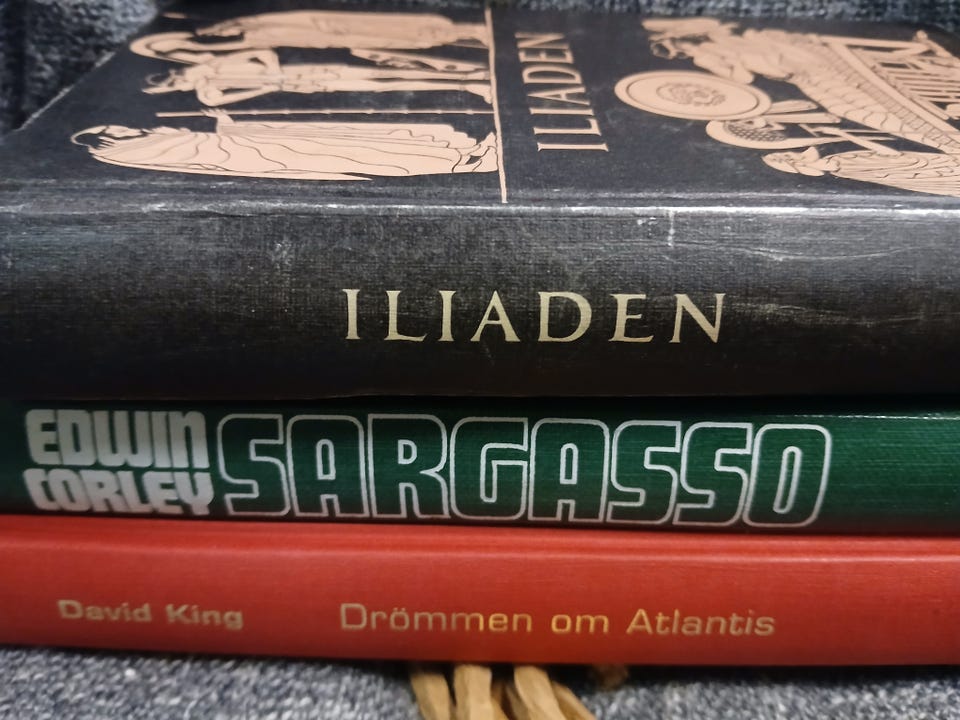 ILIADEN
ILIADEN
EDWIN
CORLEY
SARGASSO
David King Drömmen om Atlantis